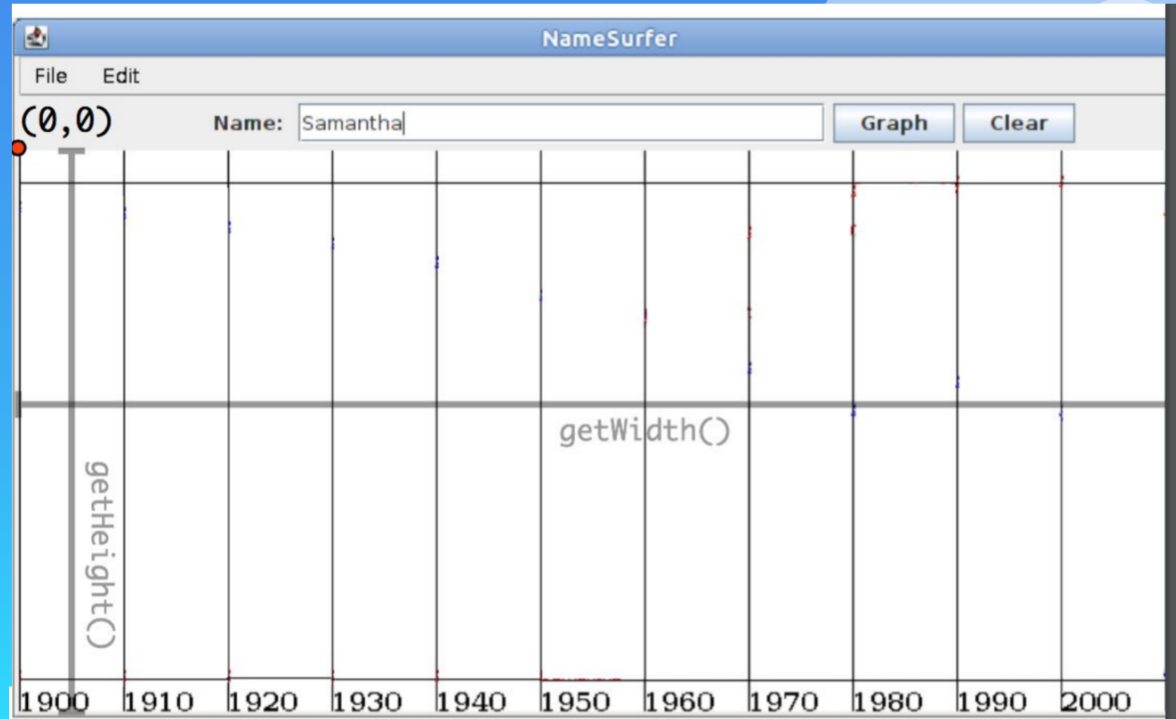 NameSurfer
File Edit
(0,0) Name: Samantha Graph Clear
getWidth()
getHeight()
1900 1910 1920 1930 1940 1950 1960 1970 1980 1990 2000